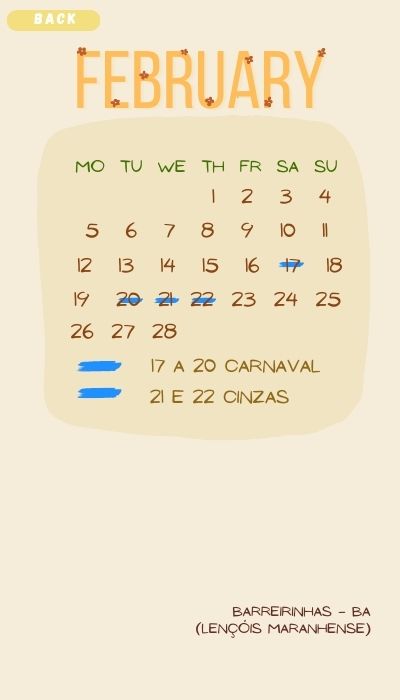 BACK
FEBRUARY
MO TU WE TH FR SA SU
1 2 3 4
5 6 7 8 9 10 11
12 13 14 15 16 17 18
19 20 21 22 23 24 25
26 27 28
17 A 20 CARNAVAL
21 E 22 CINZAS
BARREIRINHAS - BA
(LENÇÓIS MARANHENSE)